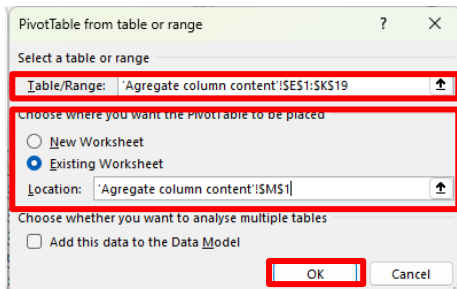 PivotTable from table or range ? ×
Select a table or range
Table/Range: 'Agregate column content'!$E$1:$K$19
Choose where you want the PivotTable to be placed
New Worksheet
Existing Worksheet
Location: 'Agregate column content'!$M$1
Choose whether you want to analyse multiple tables
Add this data to the Data Model
OK Cancel